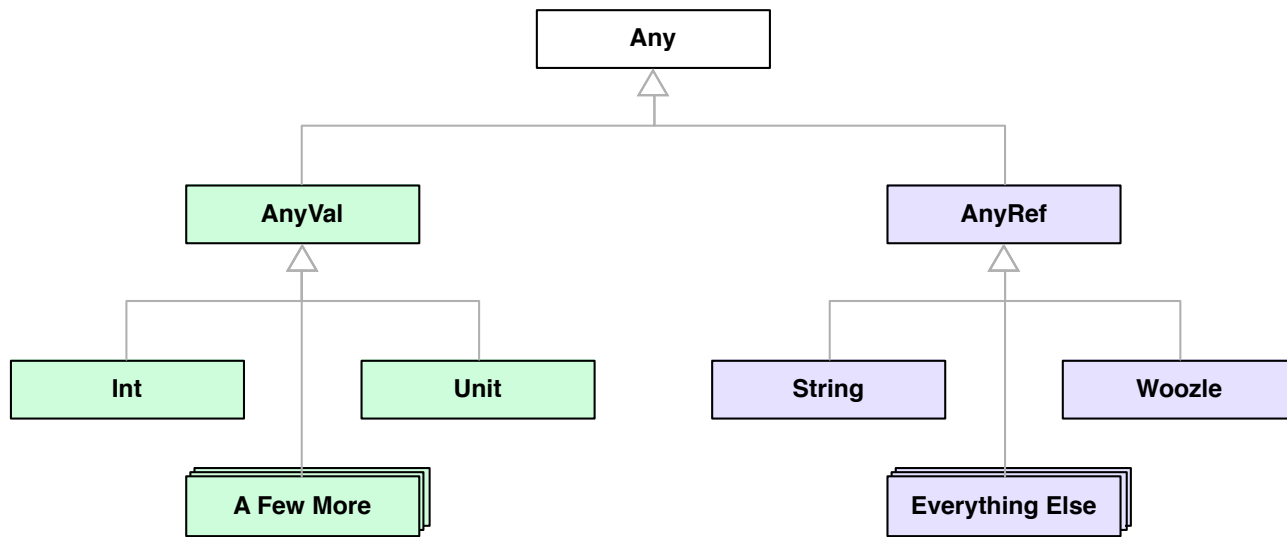 Any
AnyVal
AnyRef
Int
Unit
String
Woozle
A Few More
Everything Else